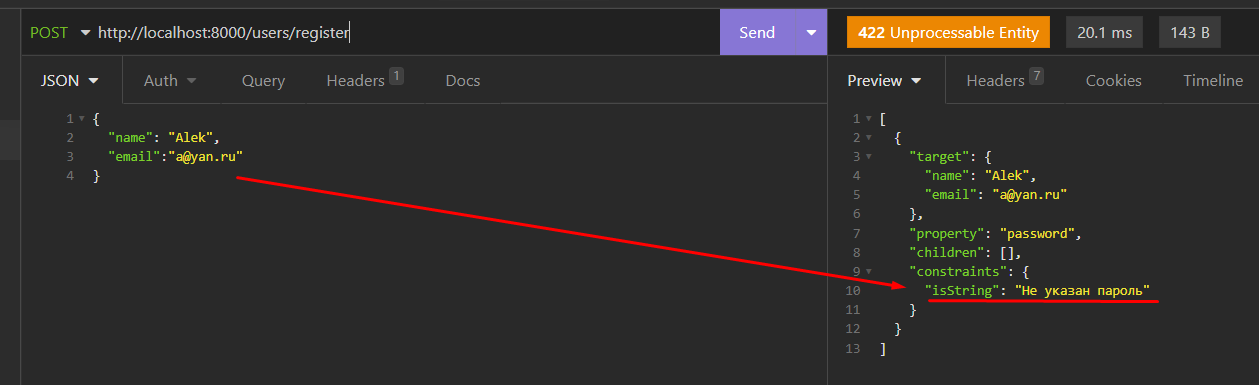 POST http://localhost:8000/users/register Send
JSON Auth Query Headers 1 Docs
1 {
2 "name": "Alek",
3 "email":"a@yan.ru"
4 }
422 Unprocessable Entity 20.1 ms 143 B
Preview Headers 7 Cookies Timeline
1 [
2 {
3 "target": {
4 "name": "Alek",
5 "email": "a@yan.ru"
6 },
7 "property": "password",
8 "children": [],
9 "constraints": {
10 "isString": "Не указан пароль"
11 }
12 }
13 ]